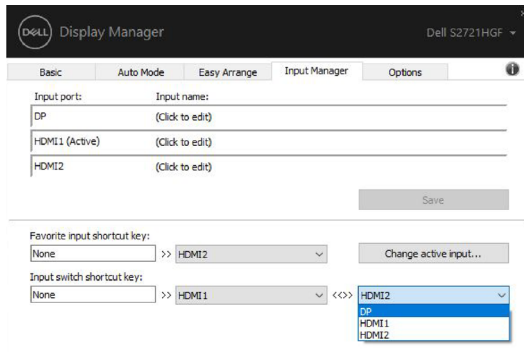 DELL Display Manager Dell S2721HGF
Basic Auto Mode Easy Arrange Input Manager Options
Input port: Input name:
DP (Click to edit)
HDMI1 (Active) (Click to edit)
HDMI2 (Click to edit)
Save
Favorite input shortcut key:
None >> HDMI2 Change active input...
Input switch shortcut key:
None >> HDMI1 <<>> HDMI2
DP
HDMI1
HDMI2